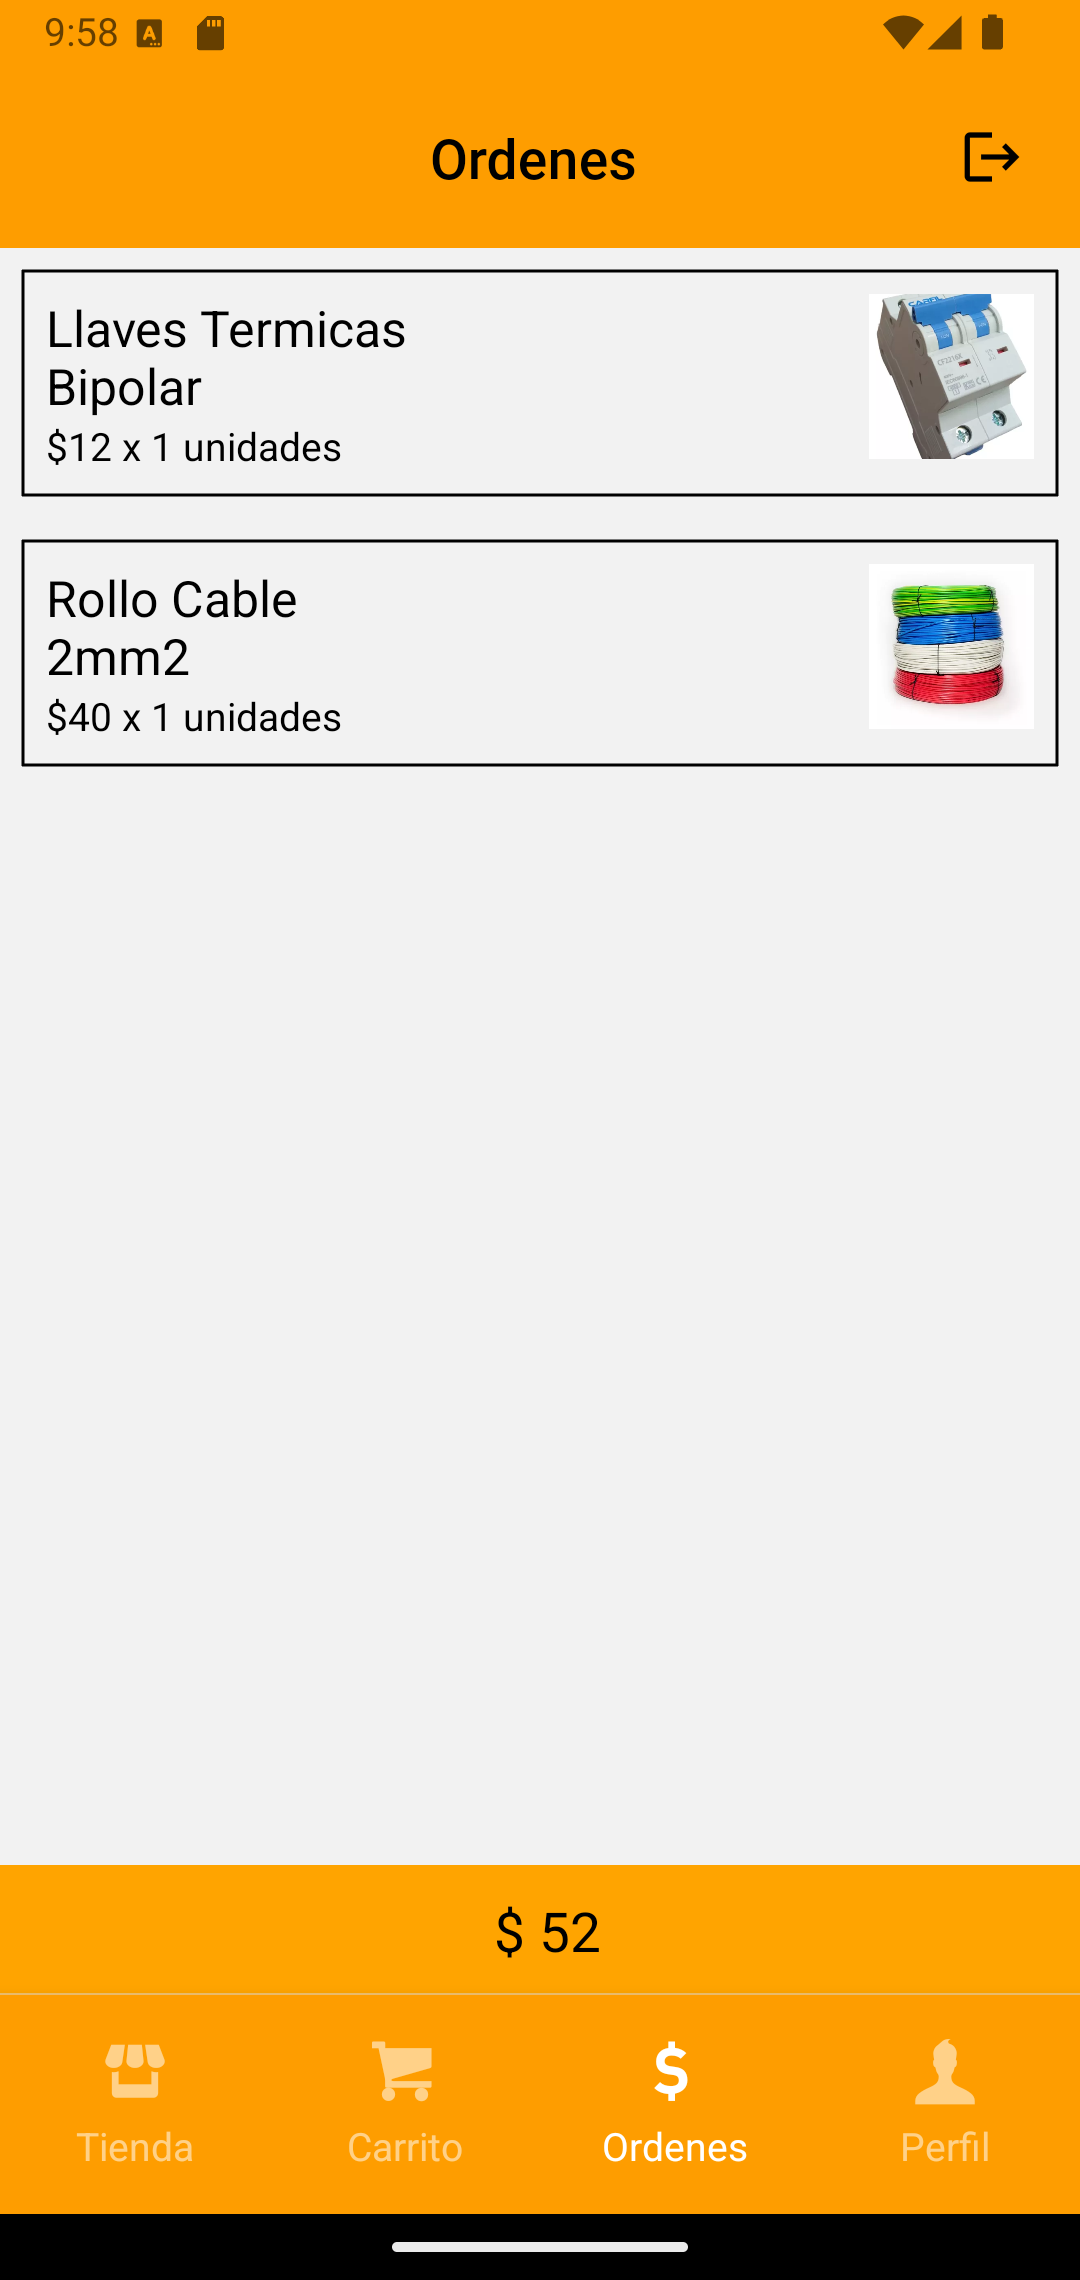 9:58
Ordenes
Llaves Termicas
Bipolar
$12 x 1 unidades
Rollo Cable
2mm2
$40 x 1 unidades
$ 52
Tienda
Carrito
Ordenes
Perfil